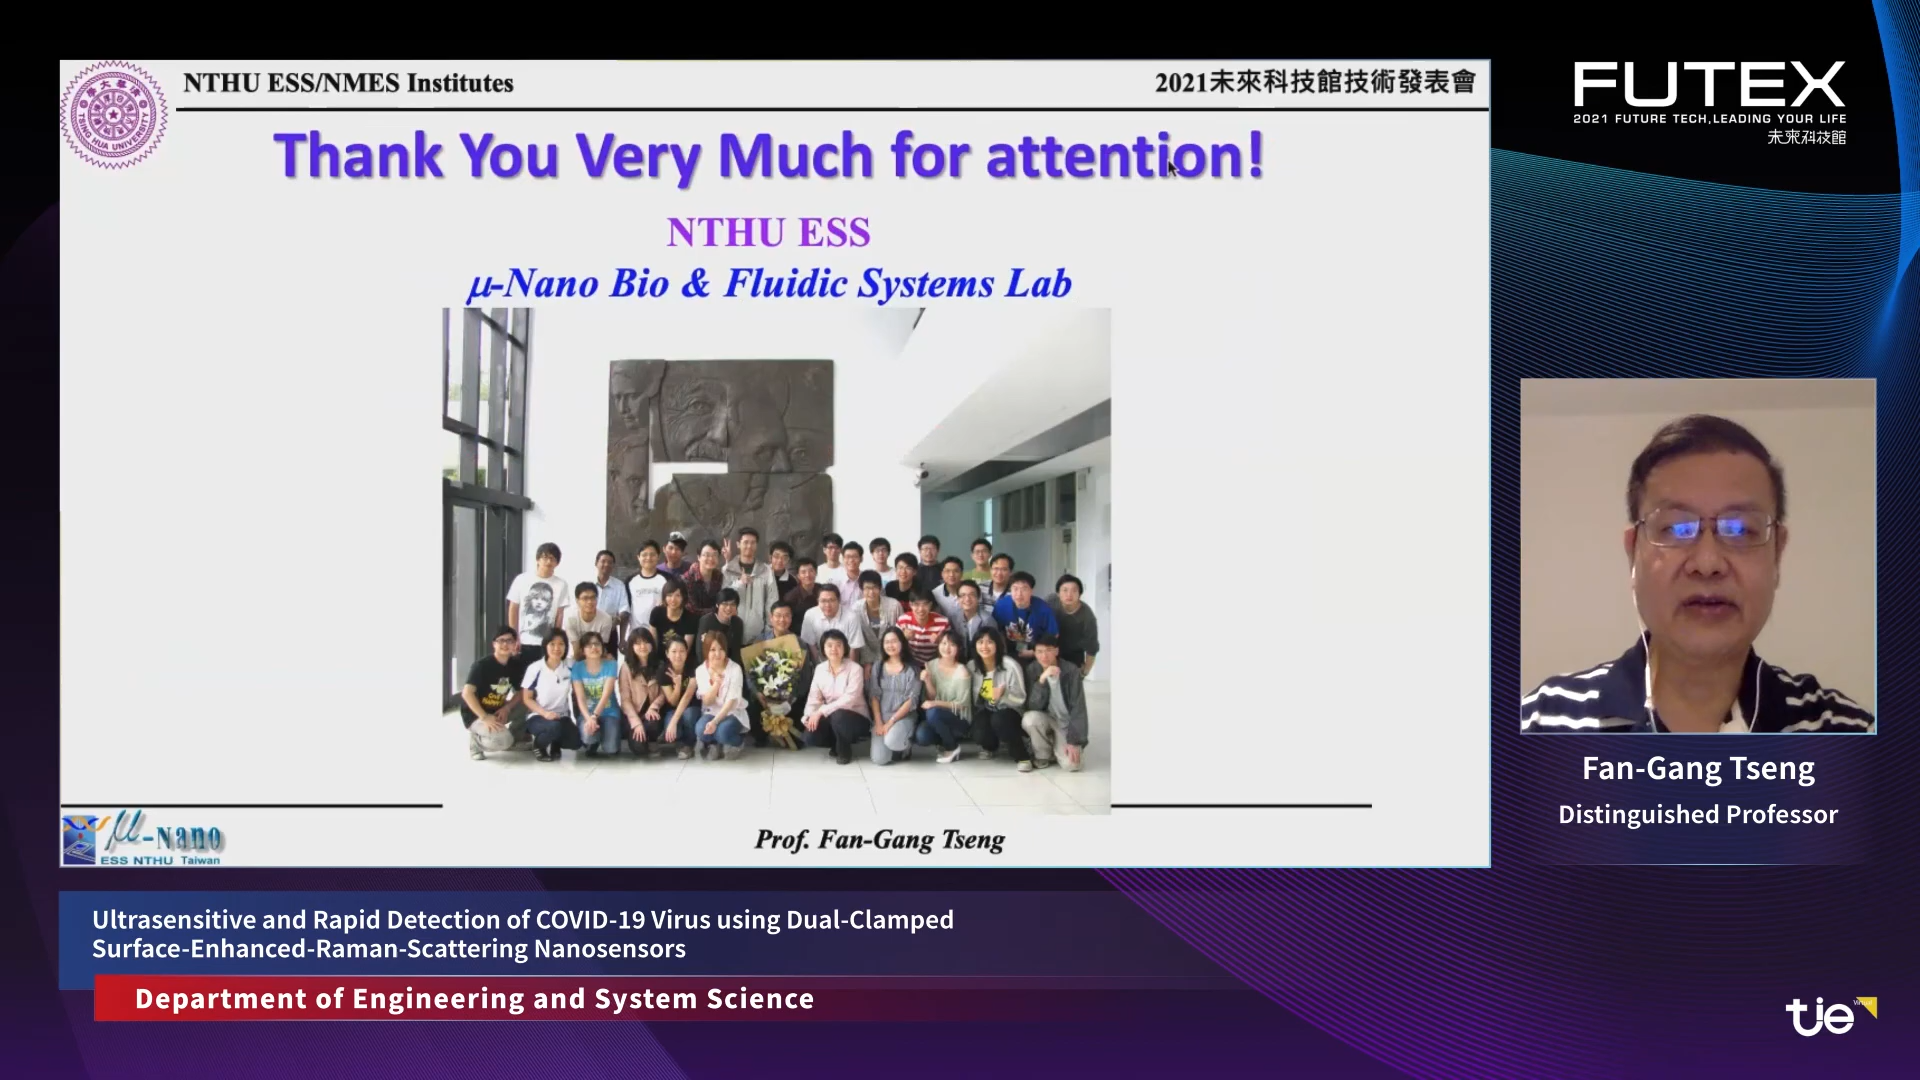 NTHU ESS/NMES Institutes
2021未來科技館技術發表會
Thank You Very Much for attention!
NTHU ESS
μ-Nano Bio & Fluidic Systems Lab
μ-Nano
ESS NTHU Taiwan
Prof. Fan-Gang Tseng
FUTEX
2021 FUTURE TECH,LEADING YOUR LIFE
未來科技館
Fan-Gang Tseng
Distinguished Professor
Ultrasensitive and Rapid Detection of COVID-19 Virus using Dual-Clamped
Surface-Enhanced-Raman-Scattering Nanosensors
Department of Engineering and System Science
tie
Virtual